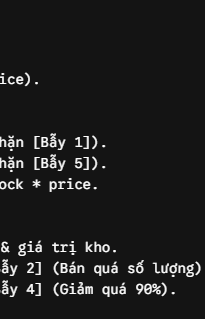 ice).
hặn [Bẫy 1]).
hặn [Bẫy 5]).
ock * price.
& giá trị kho.
ẫy 2] (Bán quá số lượng)
ẫy 4] (Giảm quá 90%).